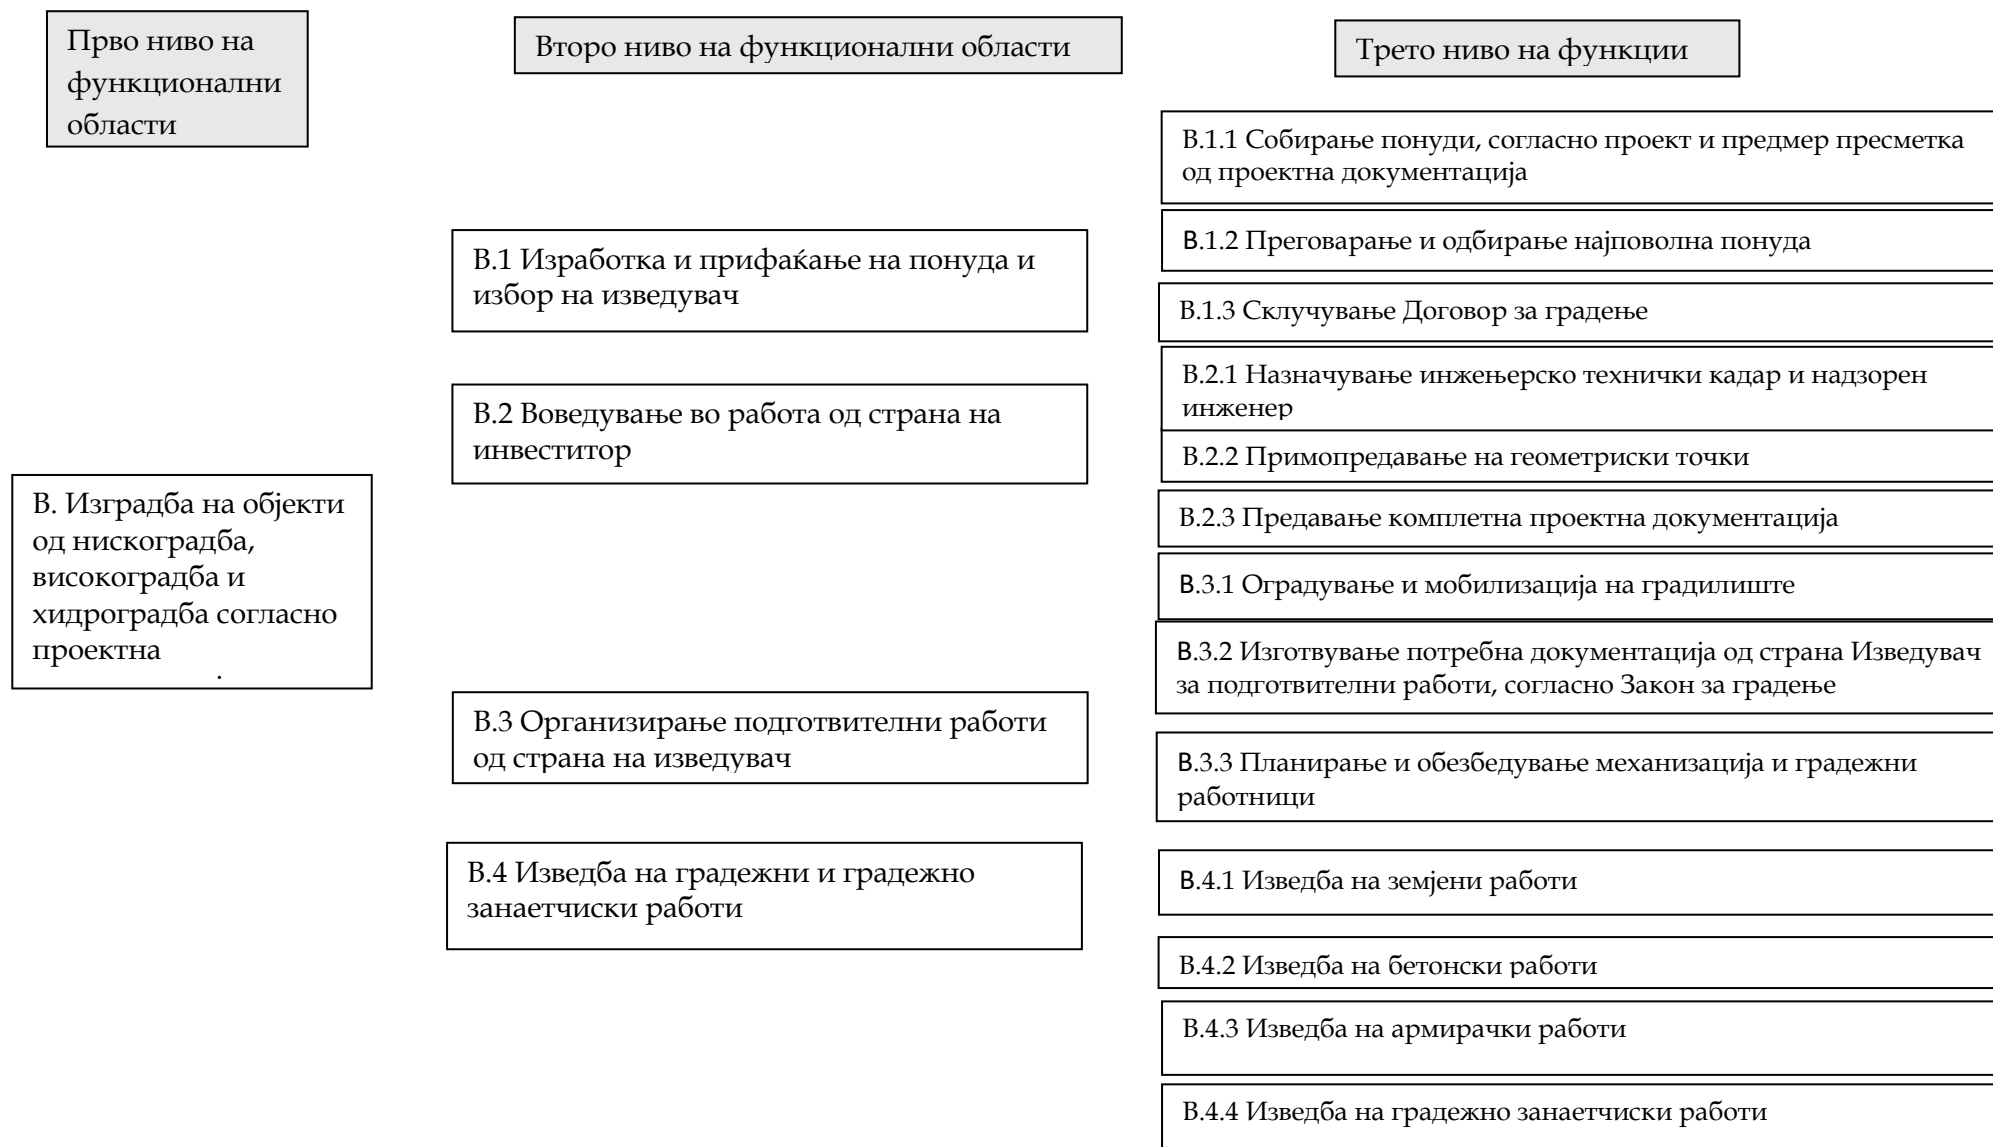 Прво ниво на
функционални
области
Второ ниво на функционални области
Трето ниво на функции
В. Изградба на објекти
од нискоградба,
високоградба и
хидроградба согласно
проектна
.
В.1 Изработка и прифаќање на понуда и
избор на изведувач
В.2 Воведување во работа од страна на
инвеститор
В.3 Организирање подготвителни работи
од страна на изведувач
В.4 Изведба на градежни и градежно
занаетчиски работи
В.1.1 Собирање понуди, согласно проект и предмер пресметка
од проектна документација
В.1.2 Преговарање и одбирање најповолна понуда
В.1.3 Склучување Договор за градење
В.2.1 Назначување инжењерско технички кадар и надзорен
инженер
В.2.2 Примопредавање на геометриски точки
В.2.3 Предавање комплетна проектна документација
В.3.1 Оградување и мобилизација на градилиште
В.3.2 Изготвување потребна документација од страна Изведувач
за подготвителни работи, согласно Закон за градење
В.3.3 Планирање и обезбедување механизација и градежни
работници
В.4.1 Изведба на земјени работи
В.4.2 Изведба на бетонски работи
В.4.3 Изведба на армирачки работи
В.4.4 Изведба на градежно занаетчиски работи